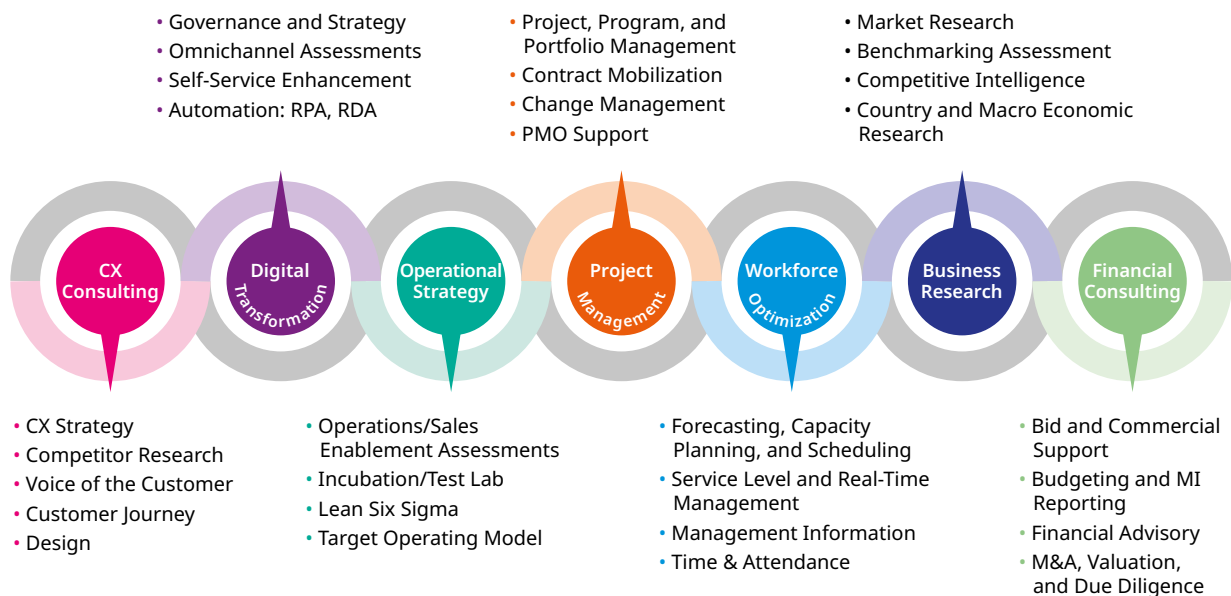 • Governance and Strategy
• Omnichannel Assessments
• Self-Service Enhancement
• Automation: RPA, RDA
• Project, Program, and
Portfolio Management
• Contract Mobilization
• Change Management
• PMO Support
• Market Research
• Benchmarking Assessment
• Competitive Intelligence
• Country and Macro Economic
Research
CX
Consulting
Digital
Transformation
Operational
Strategy
Project
Management
Workforce
Optimization
Business
Research
Financial
Consulting
• CX Strategy
• Competitor Research
• Voice of the Customer
• Customer Journey
• Design
• Operations/Sales
Enablement Assessments
• Incubation/Test Lab
• Lean Six Sigma
• Target Operating Model
• Forecasting, Capacity
Planning, and Scheduling
• Service Level and Real-Time
Management
• Management Information
• Time & Attendance
• Bid and Commercial
Support
• Budgeting and MI
Reporting
• Financial Advisory
• M&A, Valuation,
and Due Diligence